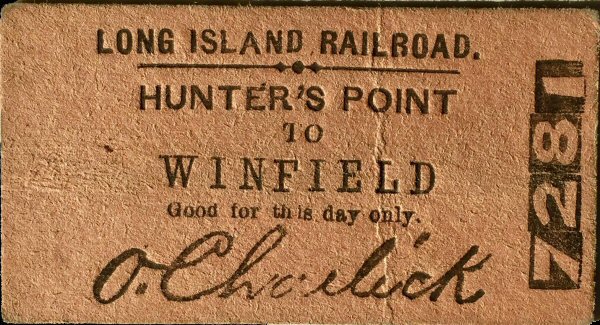 LONG ISLAND RAILROAD.
HUNTER'S POINT
TO
WINFIELD
Good for this day only.
O. Charlick
7281